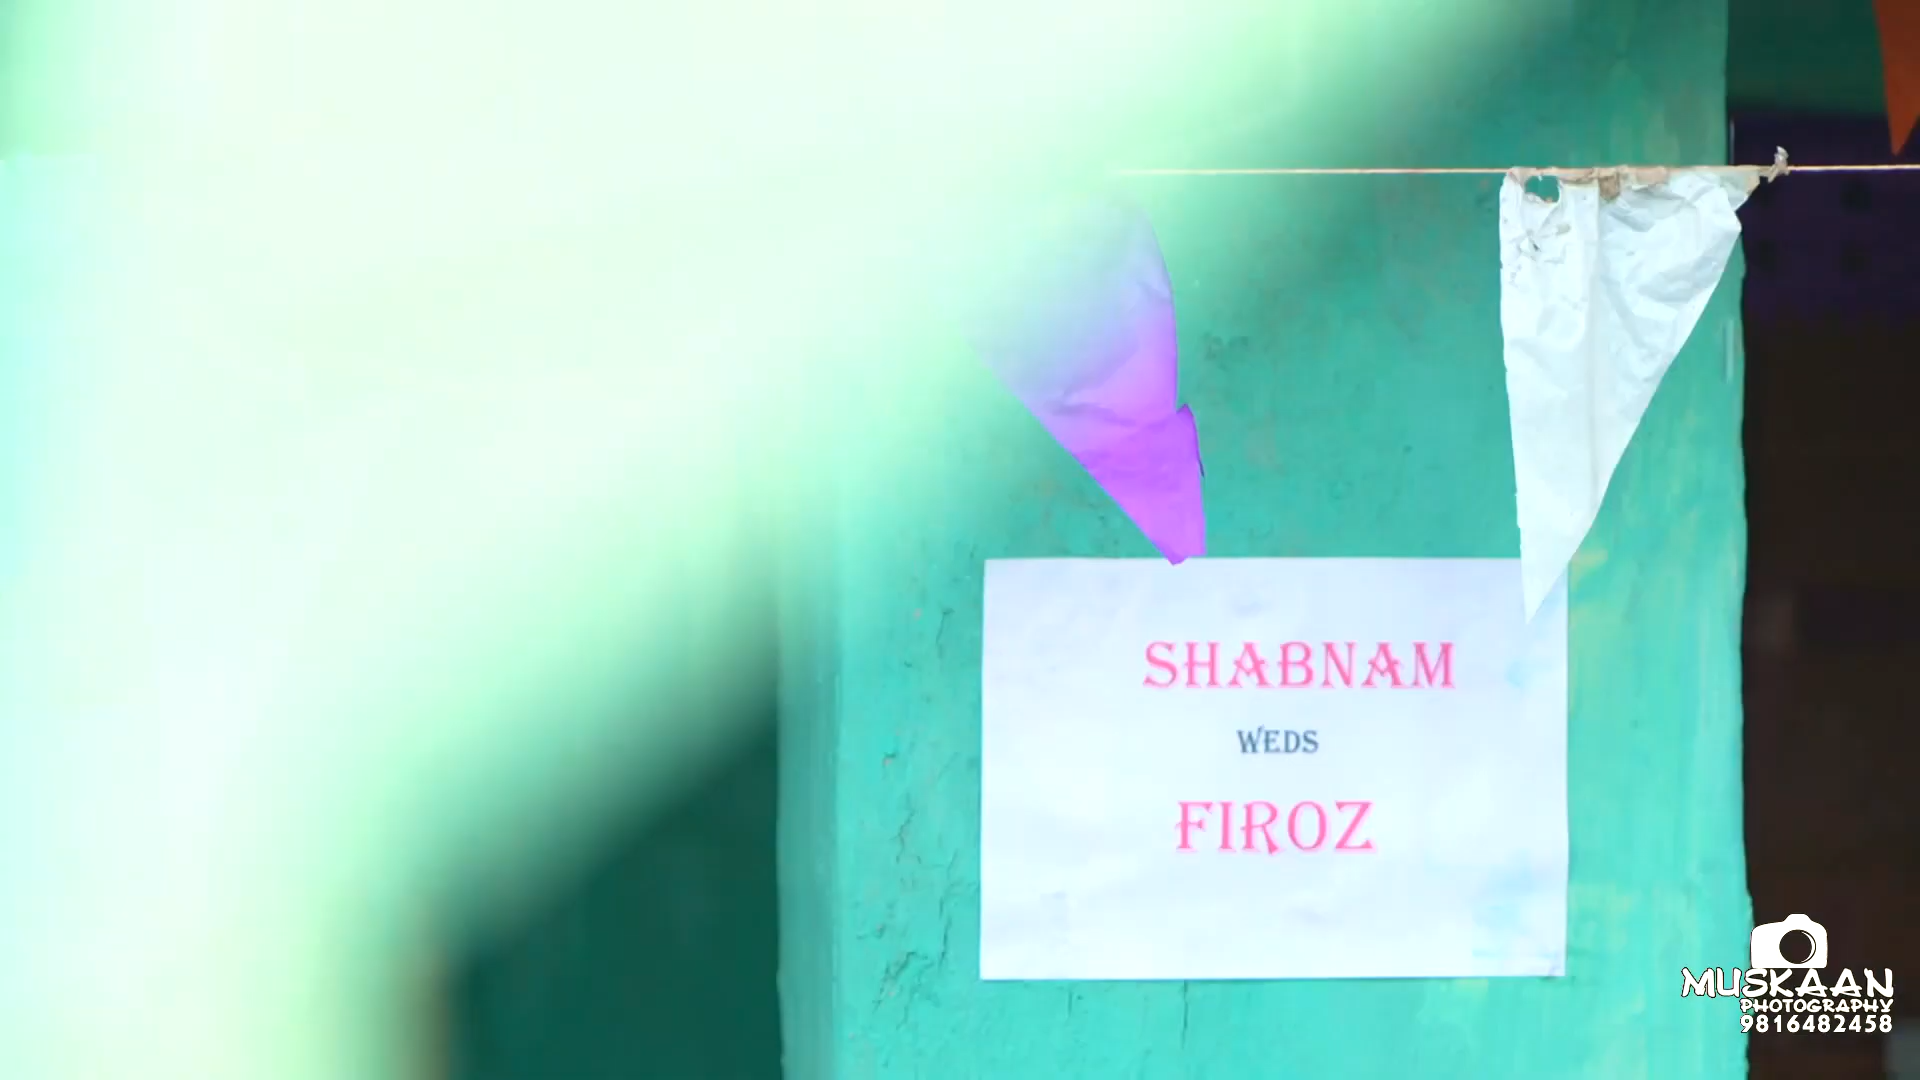 SHABNAM
WEDS
FIROZ
MUSKAAN
PHOTOGRAPHY
9816482458